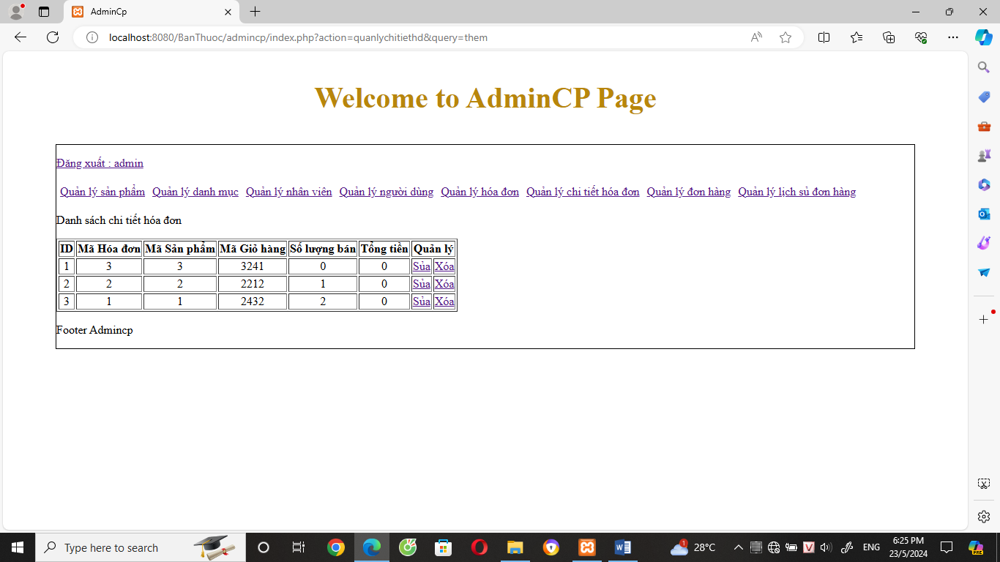 AdminCp
localhost:8080/BanThuoc/admincp/index.php?action=quanlychitiethd&query=them
Welcome to AdminCP Page
Đăng xuất : admin
Quản lý sản phẩm Quản lý danh mục Quản lý nhân viên Quản lý người dùng Quản lý hóa đơn Quản lý chi tiết hóa đơn Quản lý đơn hàng Quản lý lịch sủ đơn hàng
Danh sách chi tiết hóa đơn
ID Mã Hóa đơn Mã Sản phẩm Mã Giỏ hàng Số lượng bán Tổng tiền Quản lý
1 3 3 3241 0 0 Sủa Xóa
2 2 2 2212 1 0 Sủa Xóa
3 1 1 2432 2 0 Sủa Xóa
Footer Admincp
Type here to search
1
28°C
V
ENG
6:25 PM
23/5/2024
PRE